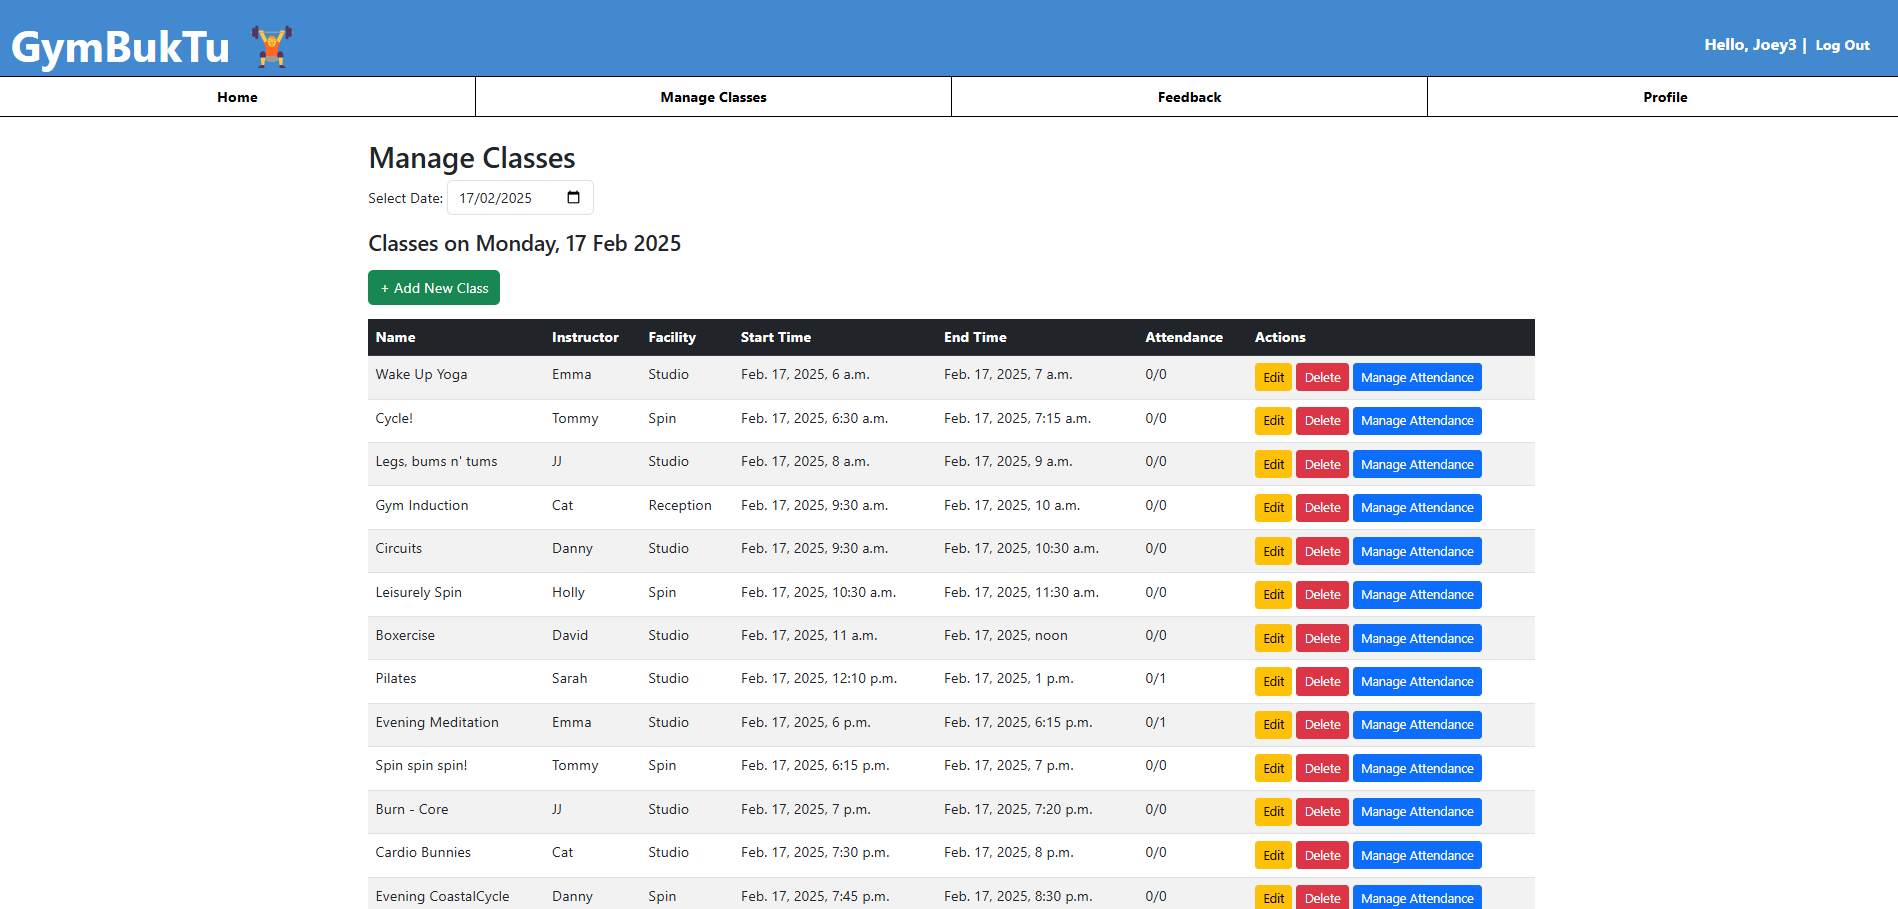 GymBukTu
Hello, Joey3 | Log Out
Home Manage Classes Feedback Profile
Manage Classes
Select Date: 17/02/2025
Classes on Monday, 17 Feb 2025
+ Add New Class
Name Instructor Facility Start Time End Time Attendance Actions
Wake Up Yoga Emma Studio Feb. 17, 2025, 6 a.m. Feb. 17, 2025, 7 a.m. 0/0 Edit Delete Manage Attendance
Cycle! Tommy Spin Feb. 17, 2025, 6:30 a.m. Feb. 17, 2025, 7:15 a.m. 0/0 Edit Delete Manage Attendance
Legs, bums n' tums JJ Studio Feb. 17, 2025, 8 a.m. Feb. 17, 2025, 9 a.m. 0/0 Edit Delete Manage Attendance
Gym Induction Cat Reception Feb. 17, 2025, 9:30 a.m. Feb. 17, 2025, 10 a.m. 0/0 Edit Delete Manage Attendance
Circuits Danny Studio Feb. 17, 2025, 9:30 a.m. Feb. 17, 2025, 10:30 a.m. 0/0 Edit Delete Manage Attendance
Leisurely Spin Holly Spin Feb. 17, 2025, 10:30 a.m. Feb. 17, 2025, 11:30 a.m. 0/0 Edit Delete Manage Attendance
Boxercise David Studio Feb. 17, 2025, 11 a.m. Feb. 17, 2025, noon 0/0 Edit Delete Manage Attendance
Pilates Sarah Studio Feb. 17, 2025, 12:10 p.m. Feb. 17, 2025, 1 p.m. 0/1 Edit Delete Manage Attendance
Evening Meditation Emma Studio Feb. 17, 2025, 6 p.m. Feb. 17, 2025, 6:15 p.m. 0/1 Edit Delete Manage Attendance
Spin spin spin! Tommy Spin Feb. 17, 2025, 6:15 p.m. Feb. 17, 2025, 7 p.m. 0/0 Edit Delete Manage Attendance
Burn - Core JJ Studio Feb. 17, 2025, 7 p.m. Feb. 17, 2025, 7:20 p.m. 0/0 Edit Delete Manage Attendance
Cardio Bunnies Cat Studio Feb. 17, 2025, 7:30 p.m. Feb. 17, 2025, 8 p.m. 0/0 Edit Delete Manage Attendance
Evening CoastalCycle Danny Spin Feb. 17, 2025, 7:45 p.m. Feb. 17, 2025, 8:30 p.m. 0/0 Edit Delete Manage Attendance